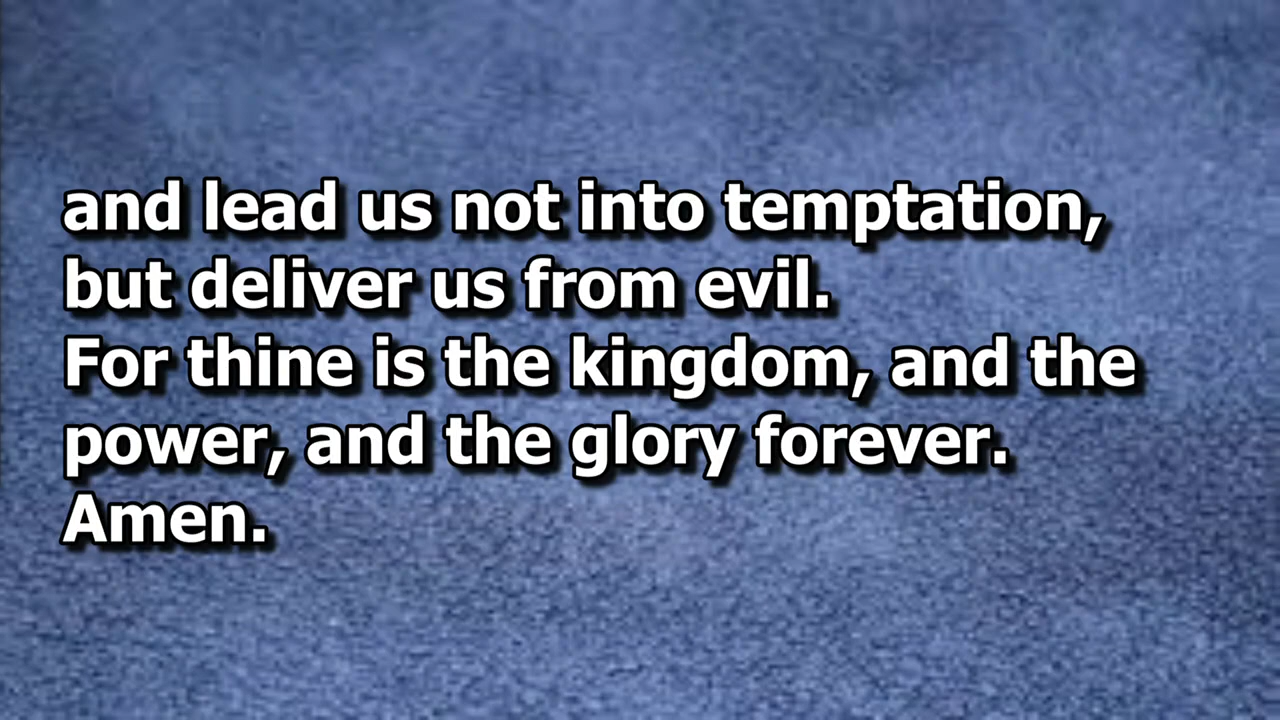 and lead us not into temptation,
but deliver us from evil.
For thine is the kingdom, and the
power, and the glory forever.
Amen.